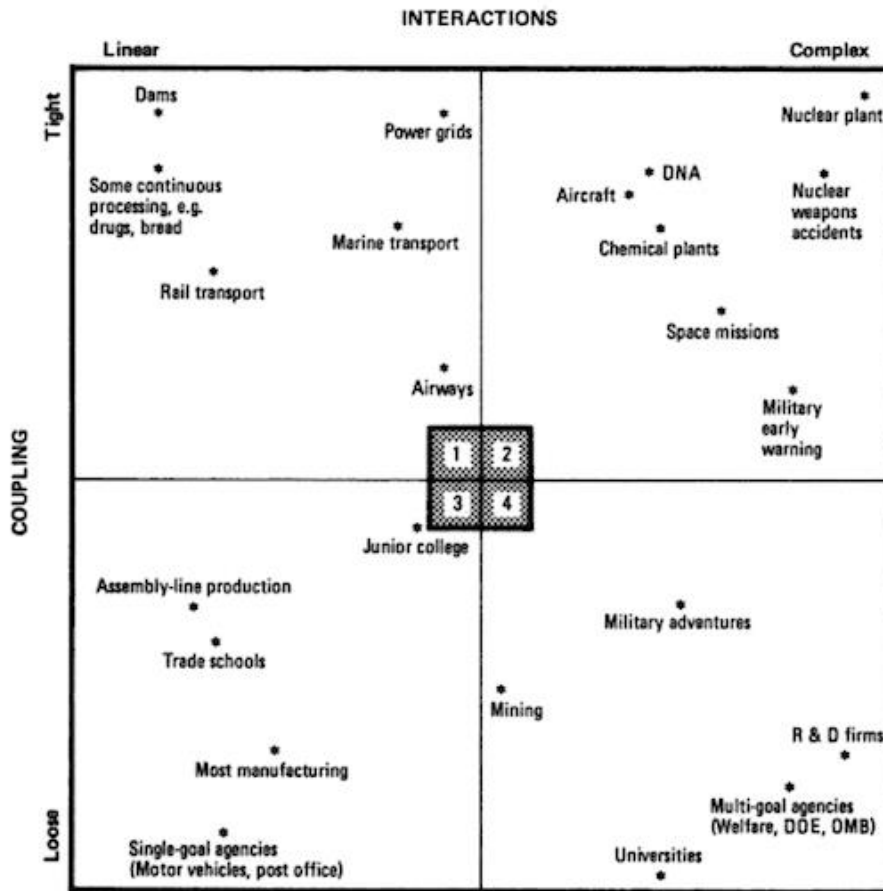 INTERACTIONS
Linear
Complex
Tight
COUPLING
Loose
Dams
Power grids
Nuclear plant
Some continuous
processing, e.g.
drugs, bread
DNA
Aircraft
Nuclear
weapons
accidents
Marine transport
Chemical plants
Rail transport
Space missions
Airways
Military
early
warning
1
2
3
4
Junior college
Assembly-line production
Military adventures
Trade schools
Mining
R & D firms
Most manufacturing
Multi-goal agencies
(Welfare, DOE, OMB)
Single-goal agencies
(Motor vehicles, post office)
Universities